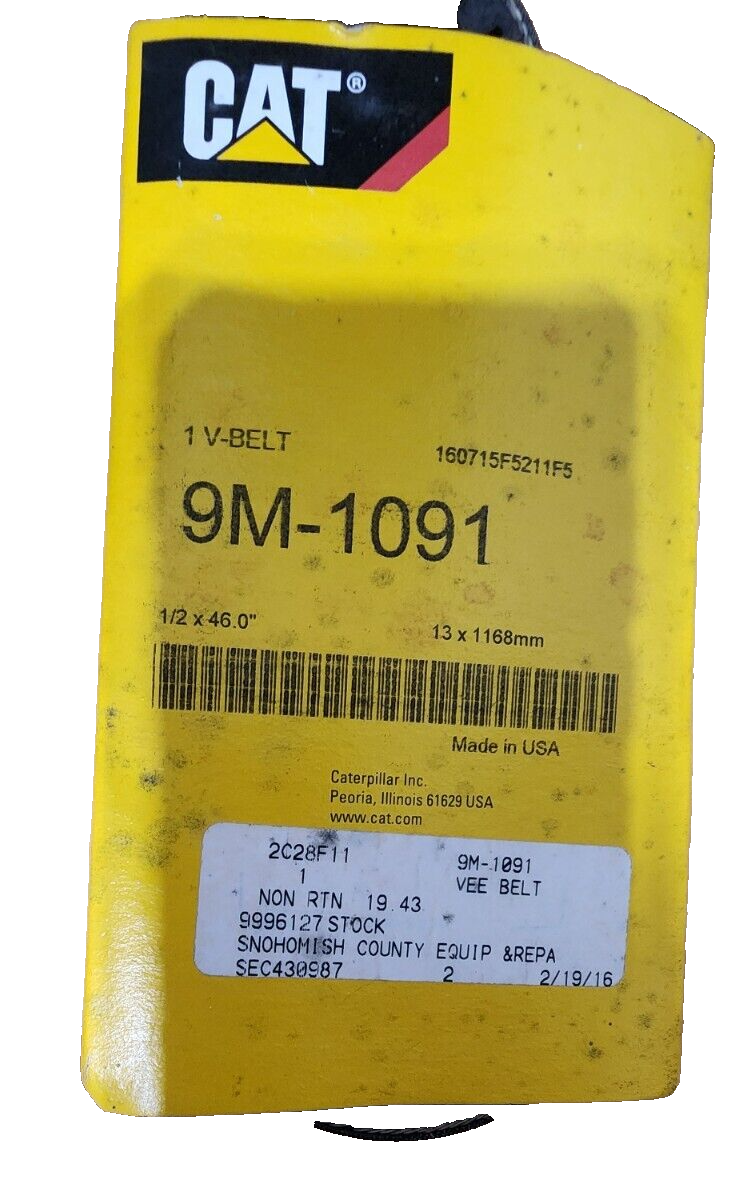 CAT®
1 V-BELT 160715F5211F5
9M-1091
1/2 x 46.0" 13 x 1168mm
Made in USA
Caterpillar Inc.
Peoria, Illinois 61629 USA
www.cat.com
2C28F11 9M-1091
1 VEE BELT
NON RTN 19.43
9996127 STOCK
SNOHOMISH COUNTY EQUIP &REPA
SEC430987 2 2/19/16